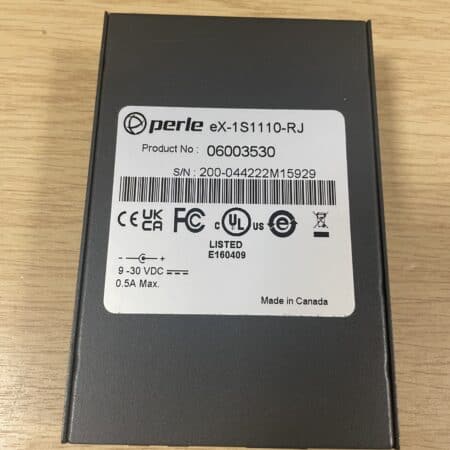 perle eX-1S1110-RJ
Product No : 06003530
S/N : 200-044222M15929
CE UK CA FC c UL US e
LISTED
E160409
- +
9 -30 VDC
0.5A Max.
Made in Canada